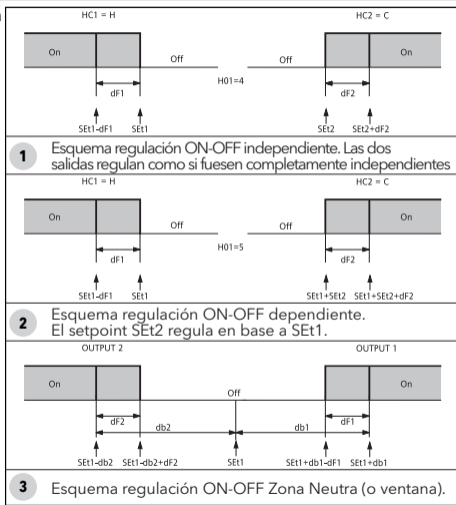 HC1 = H HC2 = C
On Off Off On
H01=4
dF1 dF2
SEt1-dF1 SEt1 SEt2 SEt2+dF2
1 Esquema regulación ON-OFF independiente. Las dos
salidas regulan como si fuesen completamente independientes
HC1 = H HC2 = C
On Off Off On
H01=5
dF1 dF2
SEt1-dF1 SEt1 SEt1+SEt2 SEt1+SEt2+dF2
2 Esquema regulación ON-OFF dependiente.
El setpoint SEt2 regula en base a SEt1.
OUTPUT 2 OUTPUT 1
On Off On
dF2 db2 db1 dF1
SEt1-db2 SEt1-db2+dF2 SEt1 SEt1+db1-dF1 SEt1+db1
3 Esquema regulación ON-OFF Zona Neutra (o ventana).